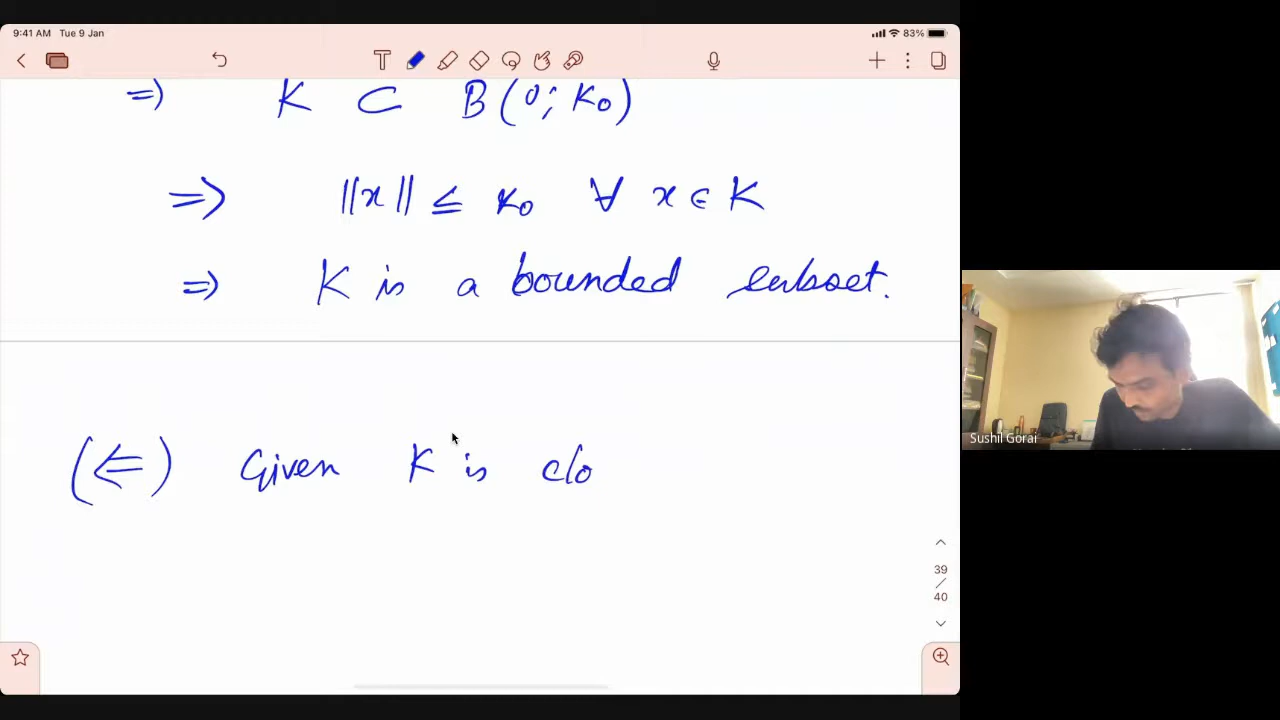 9:41 AM Tue 9 Jan 83%
=> K ⊂ B(0; K₀)
=> ||x|| ≤ K₀ ∀ x ∈ K
=> K is a bounded subset.
(<=) Given K is clo
39
/
40
Sushil Gorai